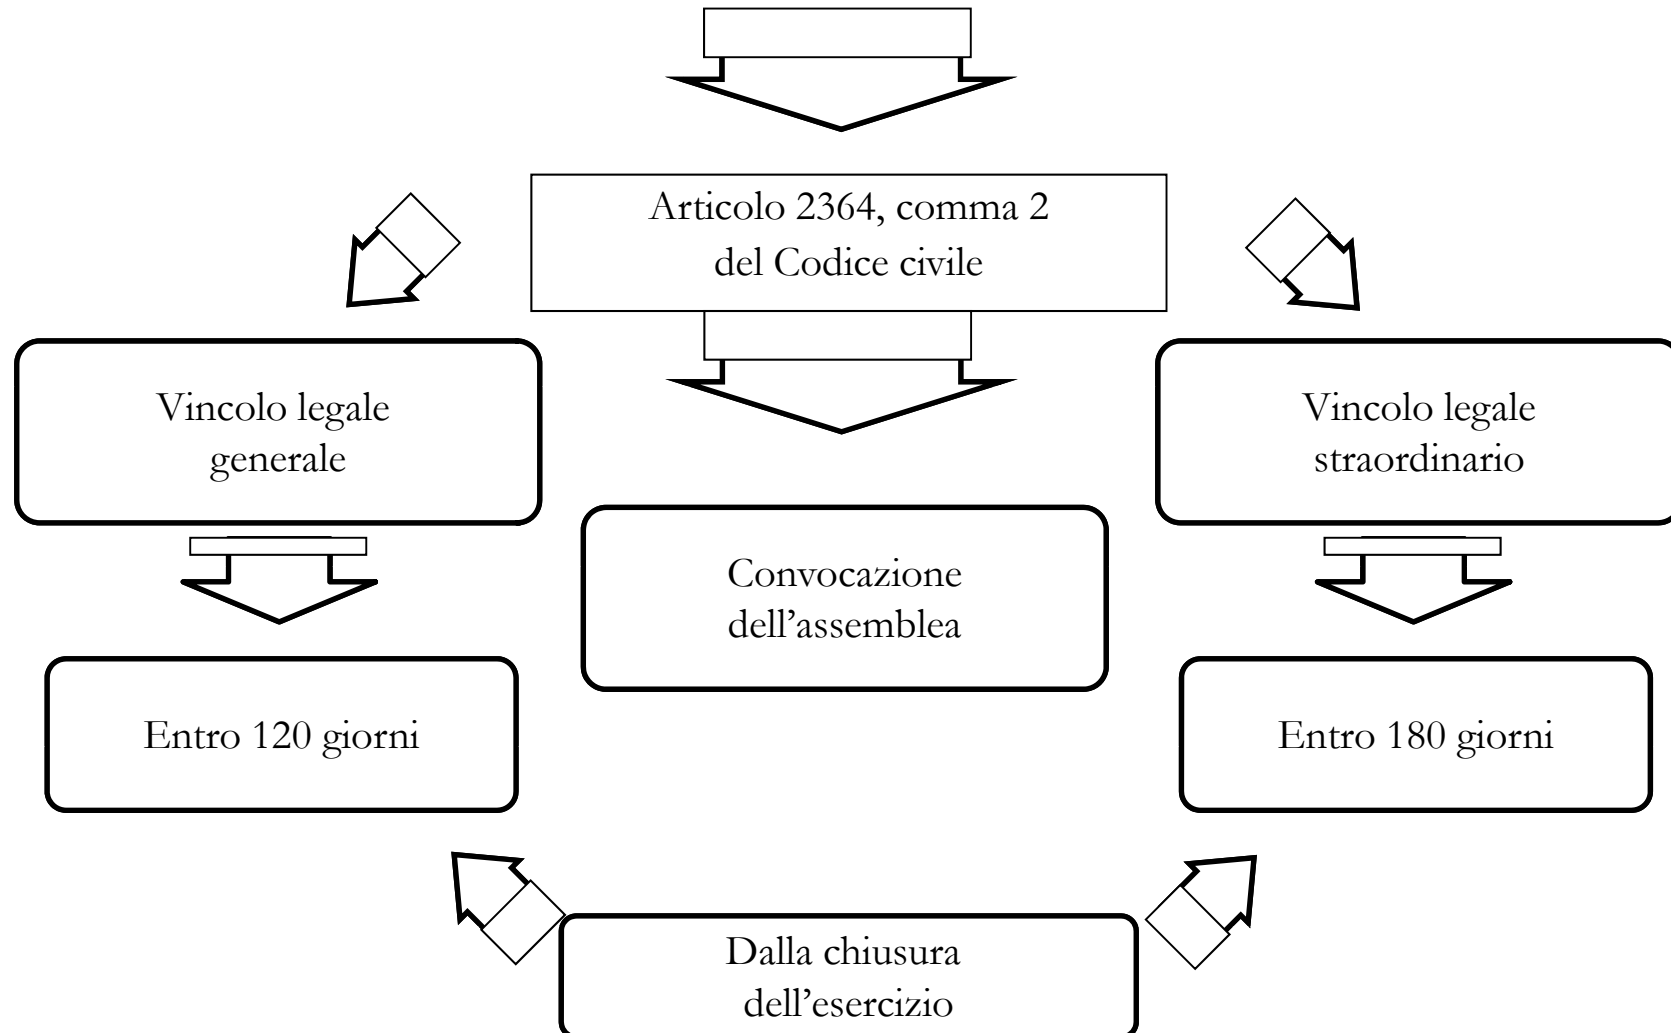 Articolo 2364, comma 2
del Codice civile
Vincolo legale
generale
Vincolo legale
straordinario
Convocazione
dell’assemblea
Entro 120 giorni
Entro 180 giorni
Dalla chiusura
dell’esercizio